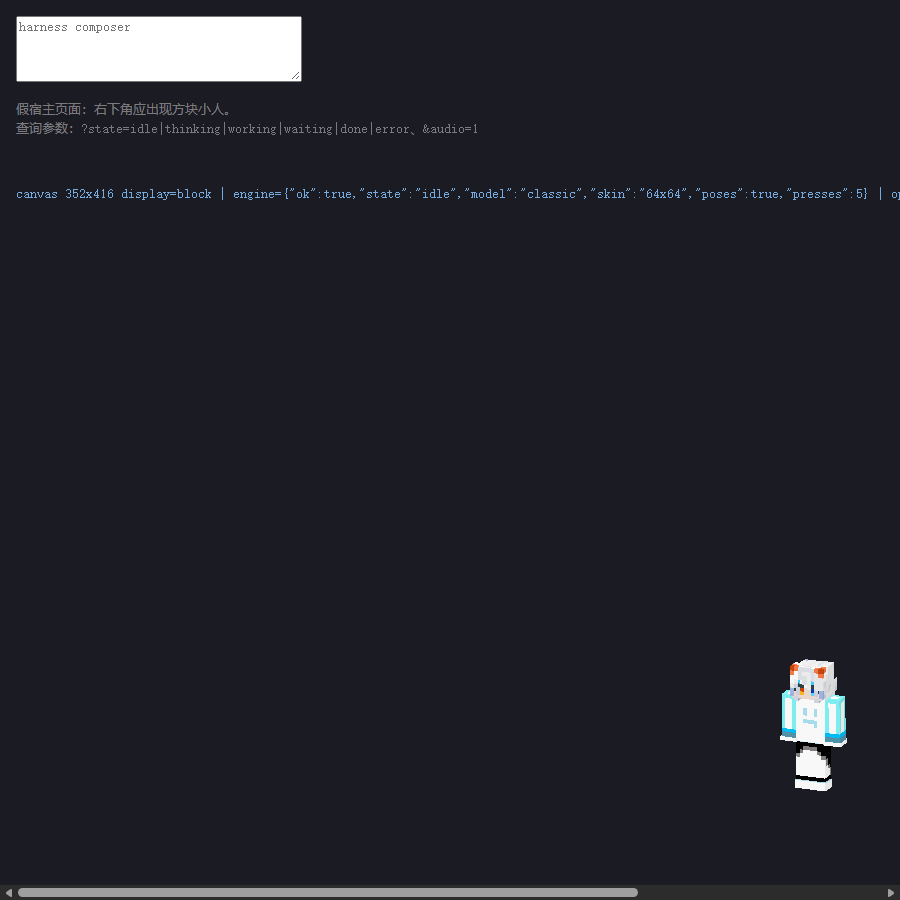 harness composer
假宿主页面: 右下角应出现方块小人。
查询参数: ?state=idle|thinking|working|waiting|done|error、&audio=1
canvas 352x416 display=block | engine={"ok":true,"state":"idle","model":"classic","skin":"64x64","poses":true,"presses":5} |